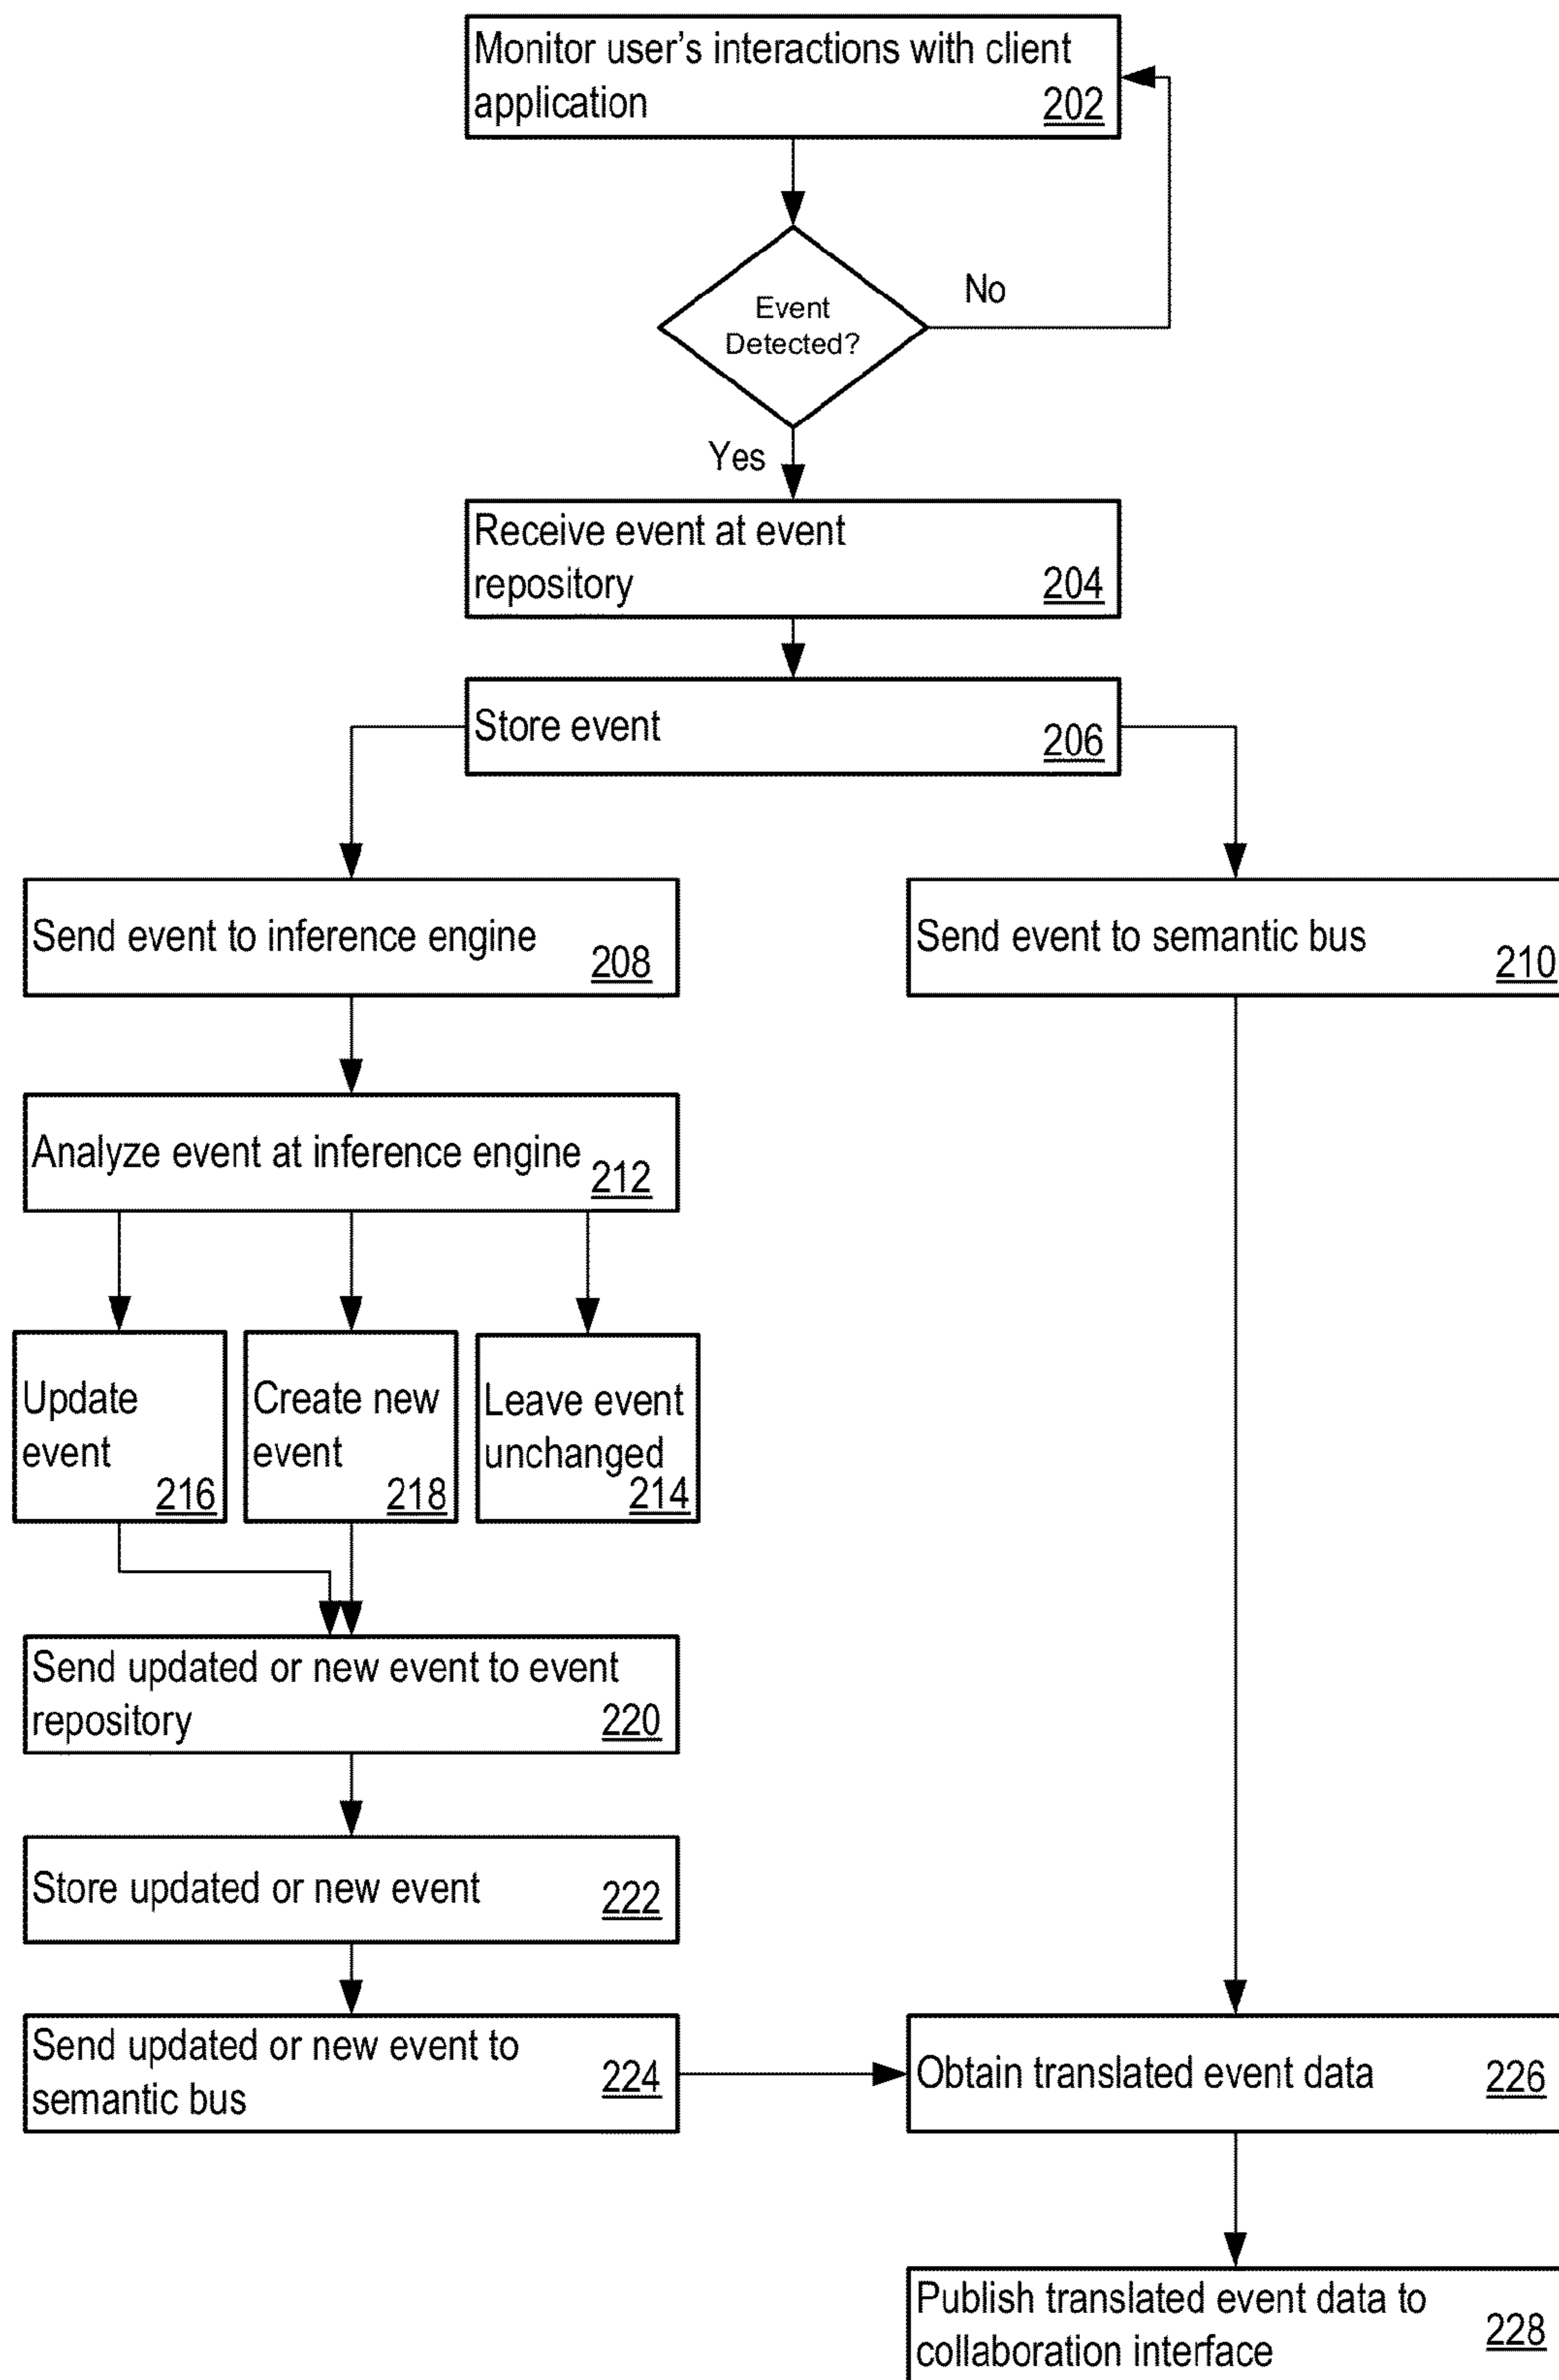 Monitor user's interactions with client
application 202
Event
Detected?
No
Yes
Receive event at event
repository 204
Store event 206
Send event to inference engine 208
Send event to semantic bus 210
Analyze event at inference engine 212
Update
event
216
Create new
event
218
Leave event
unchanged
214
Send updated or new event to event
repository 220
Store updated or new event 222
Send updated or new event to
semantic bus 224
Obtain translated event data 226
Publish translated event data to
collaboration interface 228